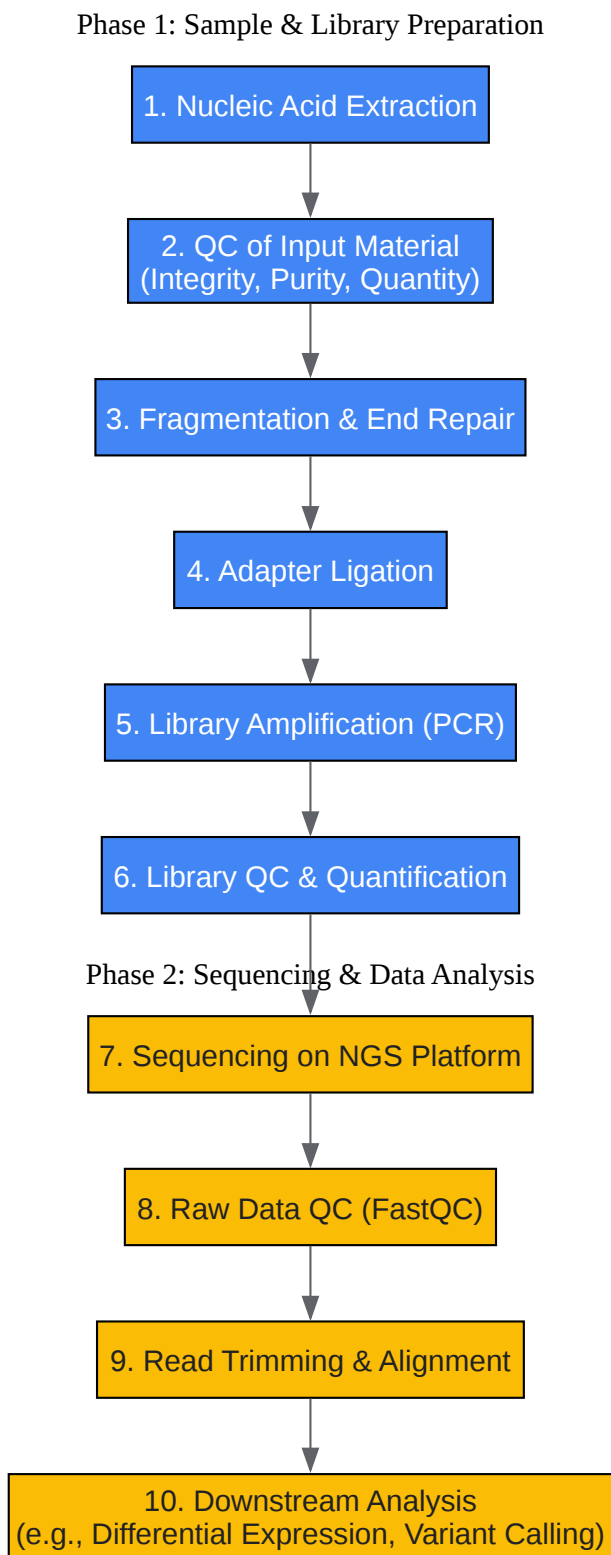 Phase 1: Sample & Library Preparation
1. Nucleic Acid Extraction
2. QC of Input Material
(Integrity, Purity, Quantity)
3. Fragmentation & End Repair
4. Adapter Ligation
5. Library Amplification (PCR)
6. Library QC & Quantification
Phase 2: Sequencing & Data Analysis
7. Sequencing on NGS Platform
8. Raw Data QC (FastQC)
9. Read Trimming & Alignment
10. Downstream Analysis
(e.g., Differential Expression, Variant Calling)